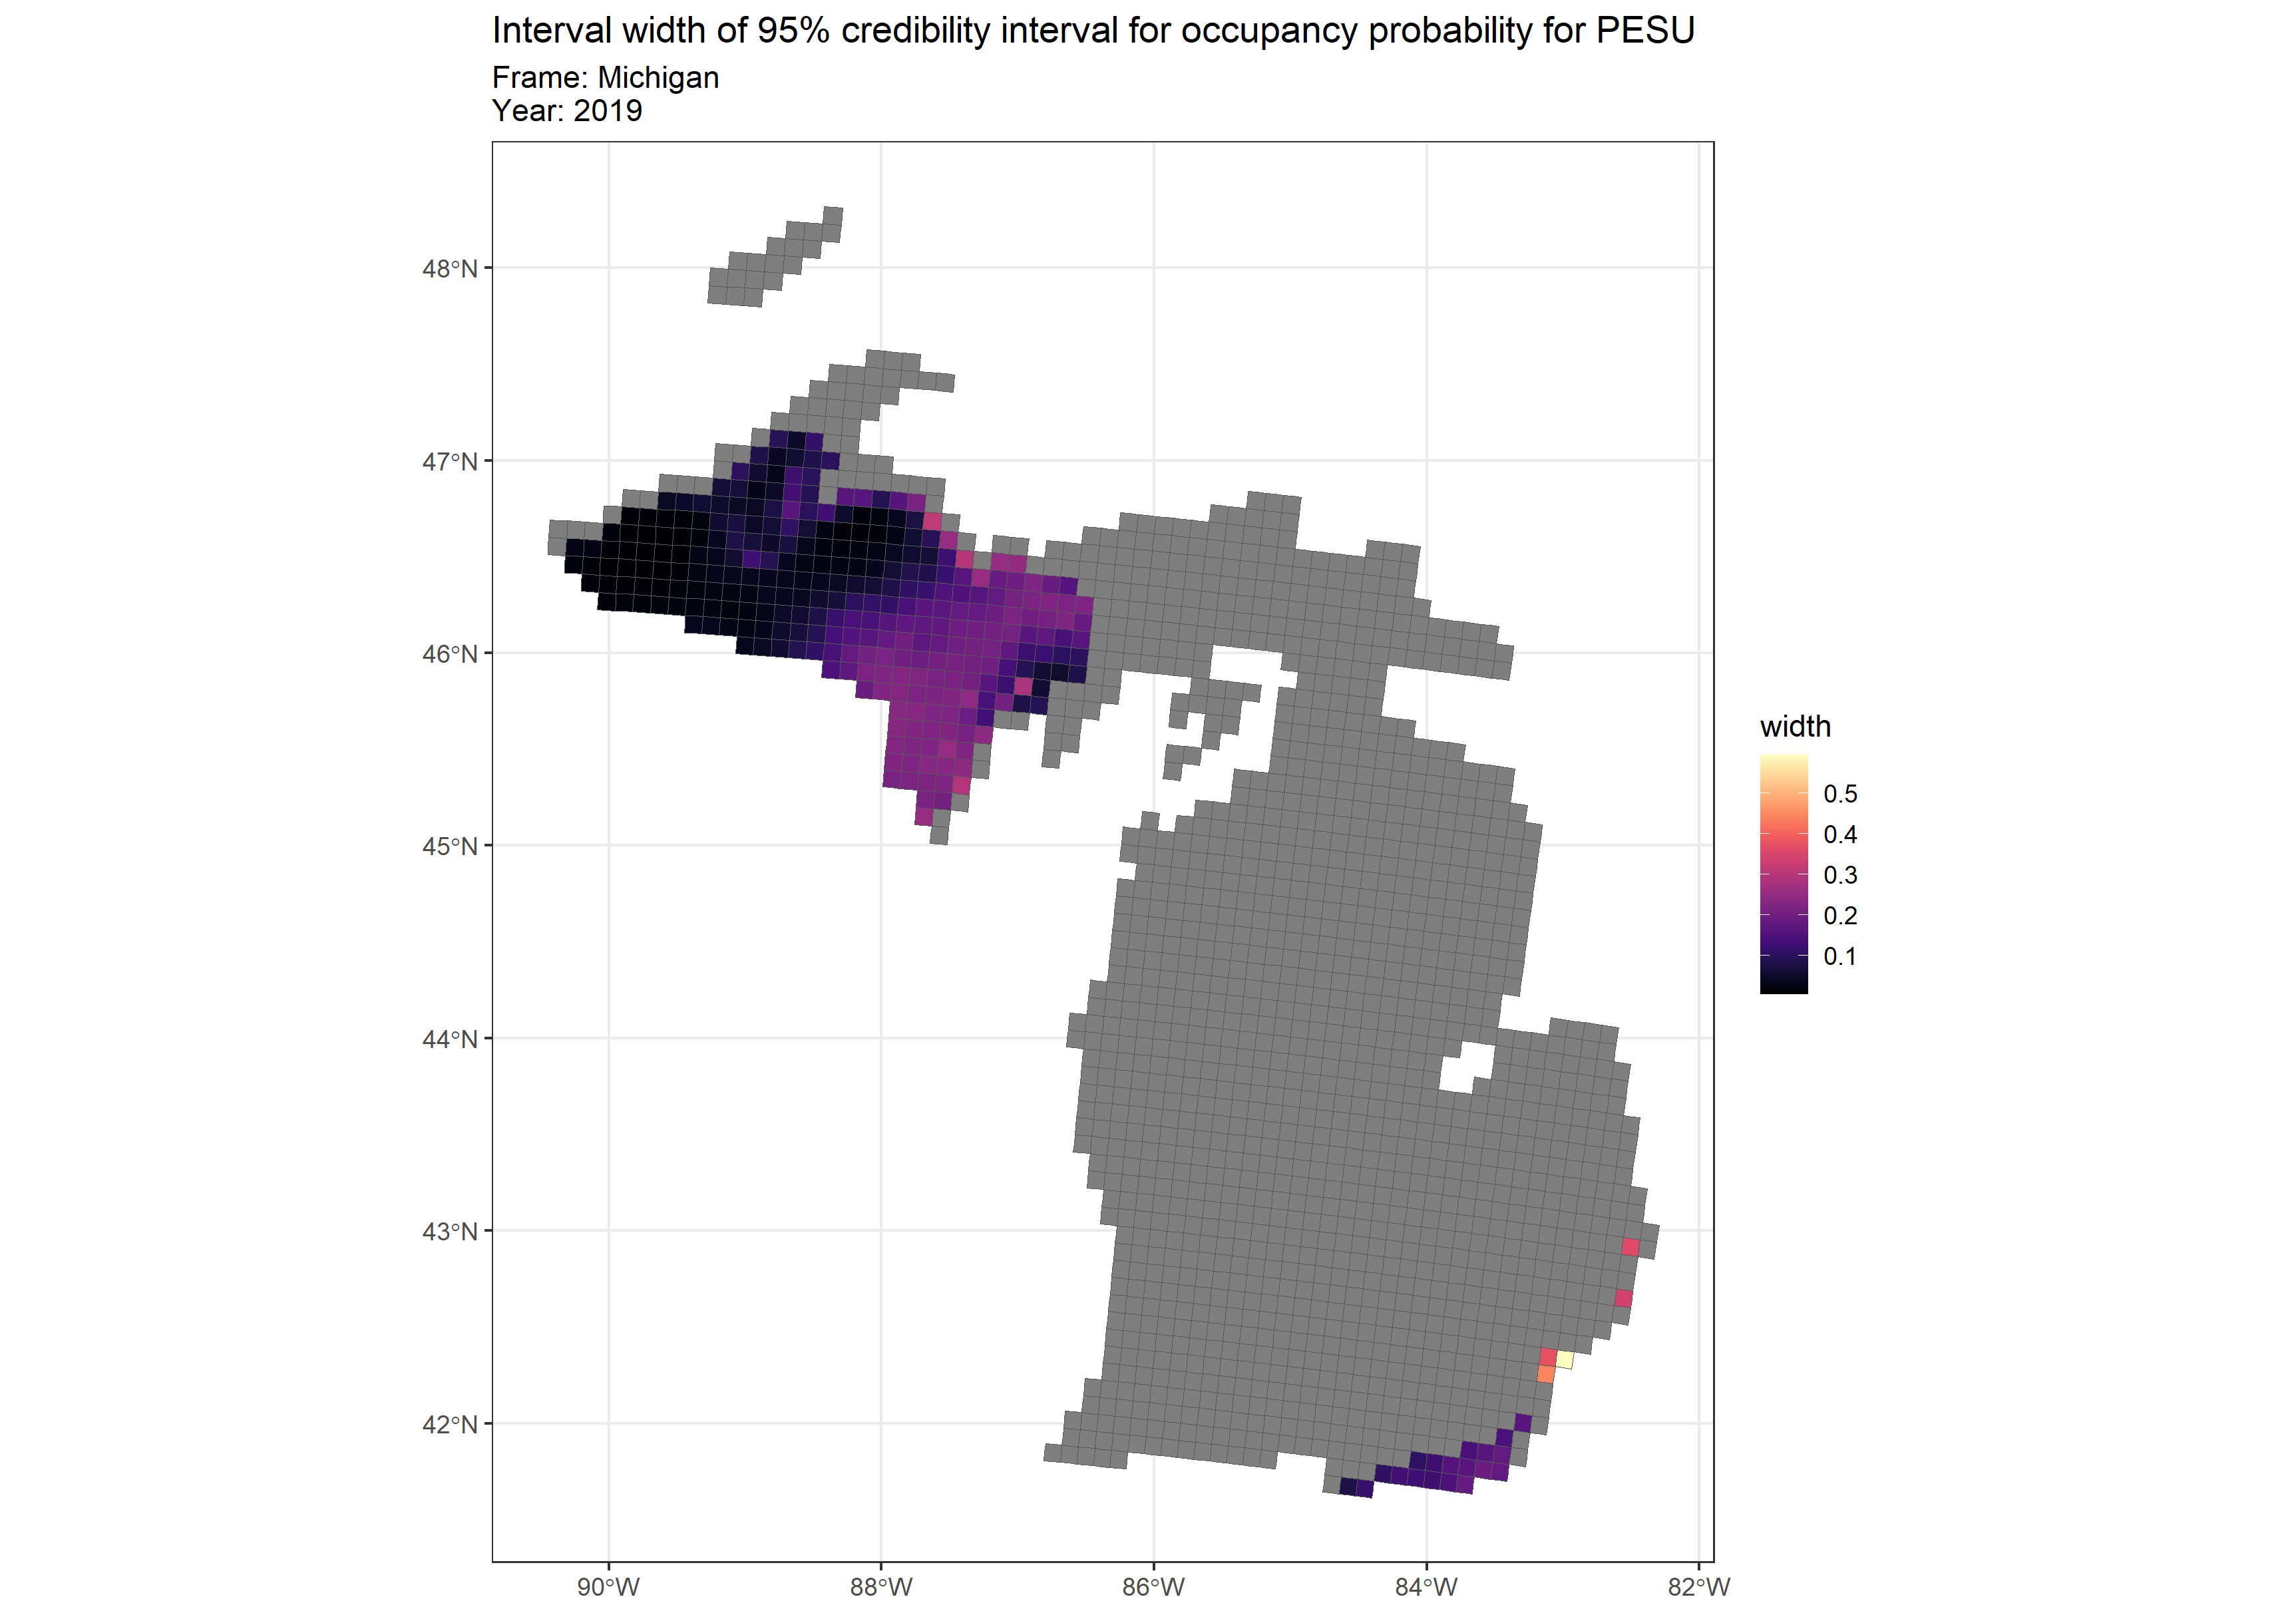 Interval width of 95% credibility interval for occupancy probability for PESU
Frame: Michigan
Year: 2019
48°N
47°N
46°N
45°N
44°N
43°N
42°N
90°W
88°W
86°W
84°W
82°W
width
0.5
0.4
0.3
0.2
0.1